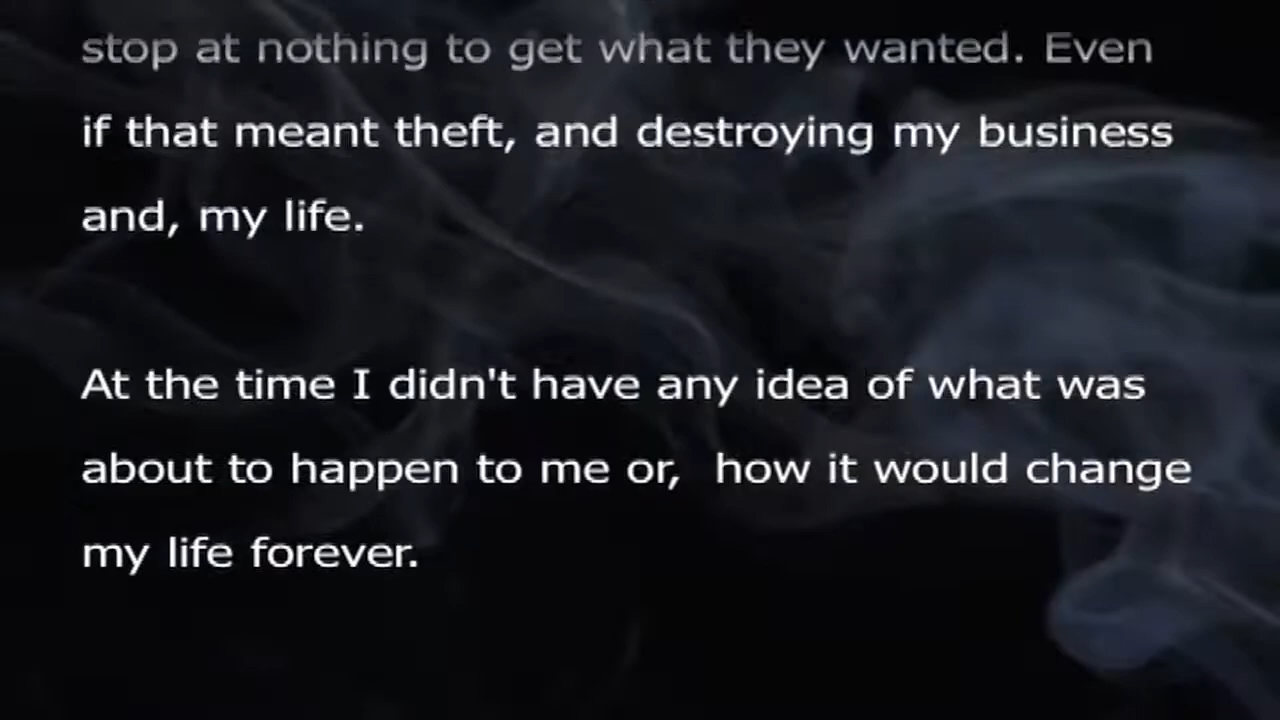 stop at nothing to get what they wanted. Even
if that meant theft, and destroying my business
and, my life.
At the time I didn't have any idea of what was
about to happen to me or,  how it would change
my life forever.